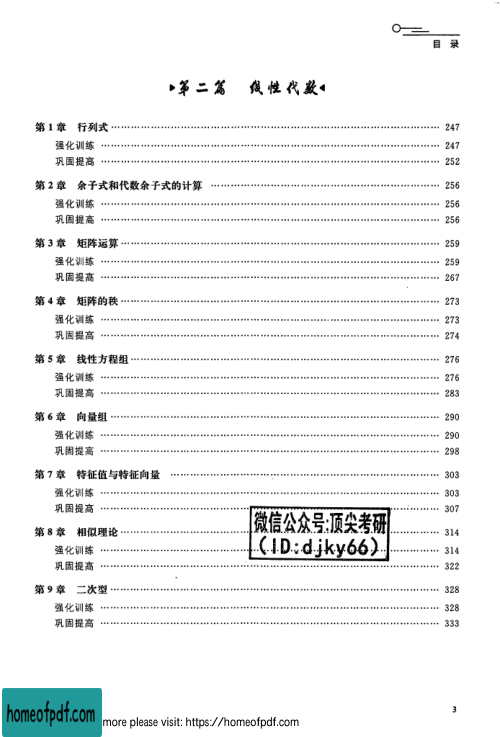 目 录
第二篇 线性代数
第1章 行列式 247
强化训练 247
巩固提高 252
第2章 余子式和代数余子式的计算 256
强化训练 256
巩固提高 256
第3章 矩阵运算 259
强化训练 259
巩固提高 267
第4章 矩阵的秩 273
强化训练 273
巩固提高 274
第5章 线性方程组 276
强化训练 276
巩固提高 283
第6章 向量组 290
强化训练 290
巩固提高 298
第7章 特征值与特征向量 303
强化训练 303
巩固提高 307
微信公众号:顶尖考研
(ID:djky66)
第8章 相似理论 314
强化训练 314
巩固提高 322
第9章 二次型 328
强化训练 328
巩固提高 333
3
homeofpdf.com
more please visit: https://homeofpdf.com